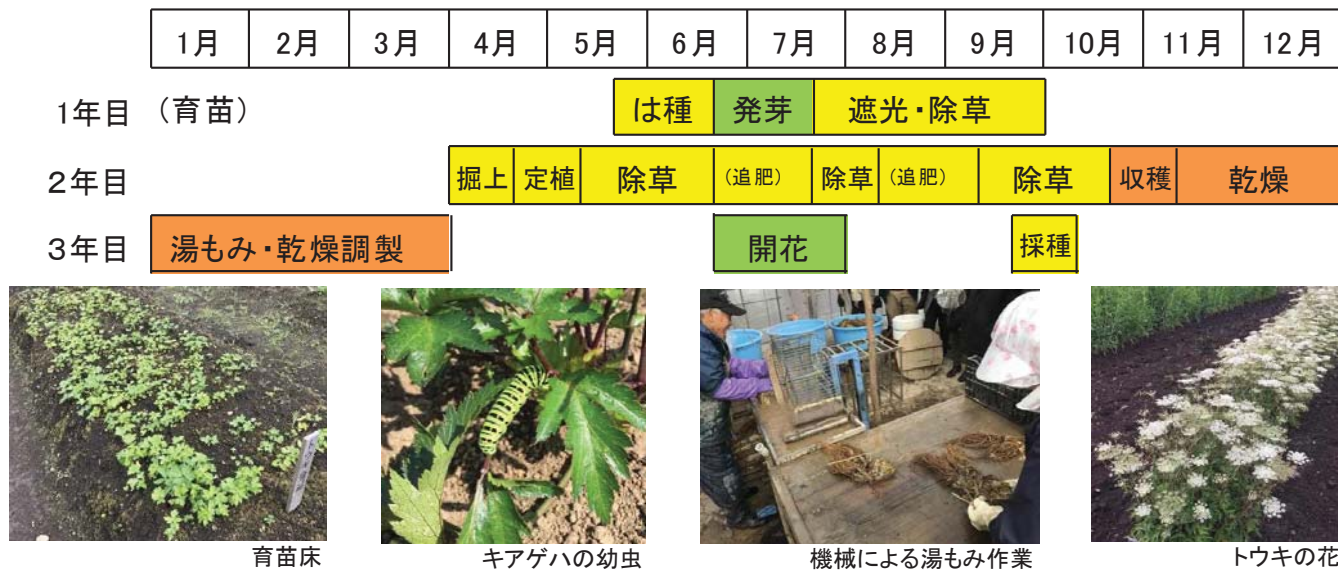 1月 2月 3月 4月 5月 6月 7月 8月 9月 10月 11月 12月
1年目 (育苗) は種 発芽 遮光・除草
2年目 掘上 定植 除草 (追肥) 除草 (追肥) 除草 収穫 乾燥
3年目 湯もみ・乾燥調製 開花 採種
育苗床 キアゲハの幼虫 機械による湯もみ作業 トウキの花